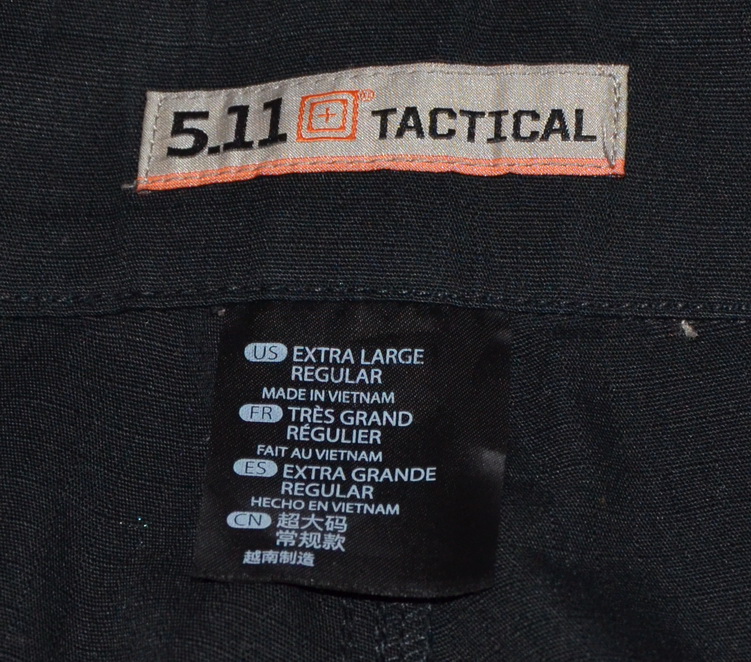 5.11 TACTICAL
US EXTRA LARGE
REGULAR
MADE IN VIETNAM
FR TRÈS GRAND
RÉGULIER
FAIT AU VIETNAM
ES EXTRA GRANDE
REGULAR
HECHO EN VIETNAM
CN 超大码
常规款
越南制造